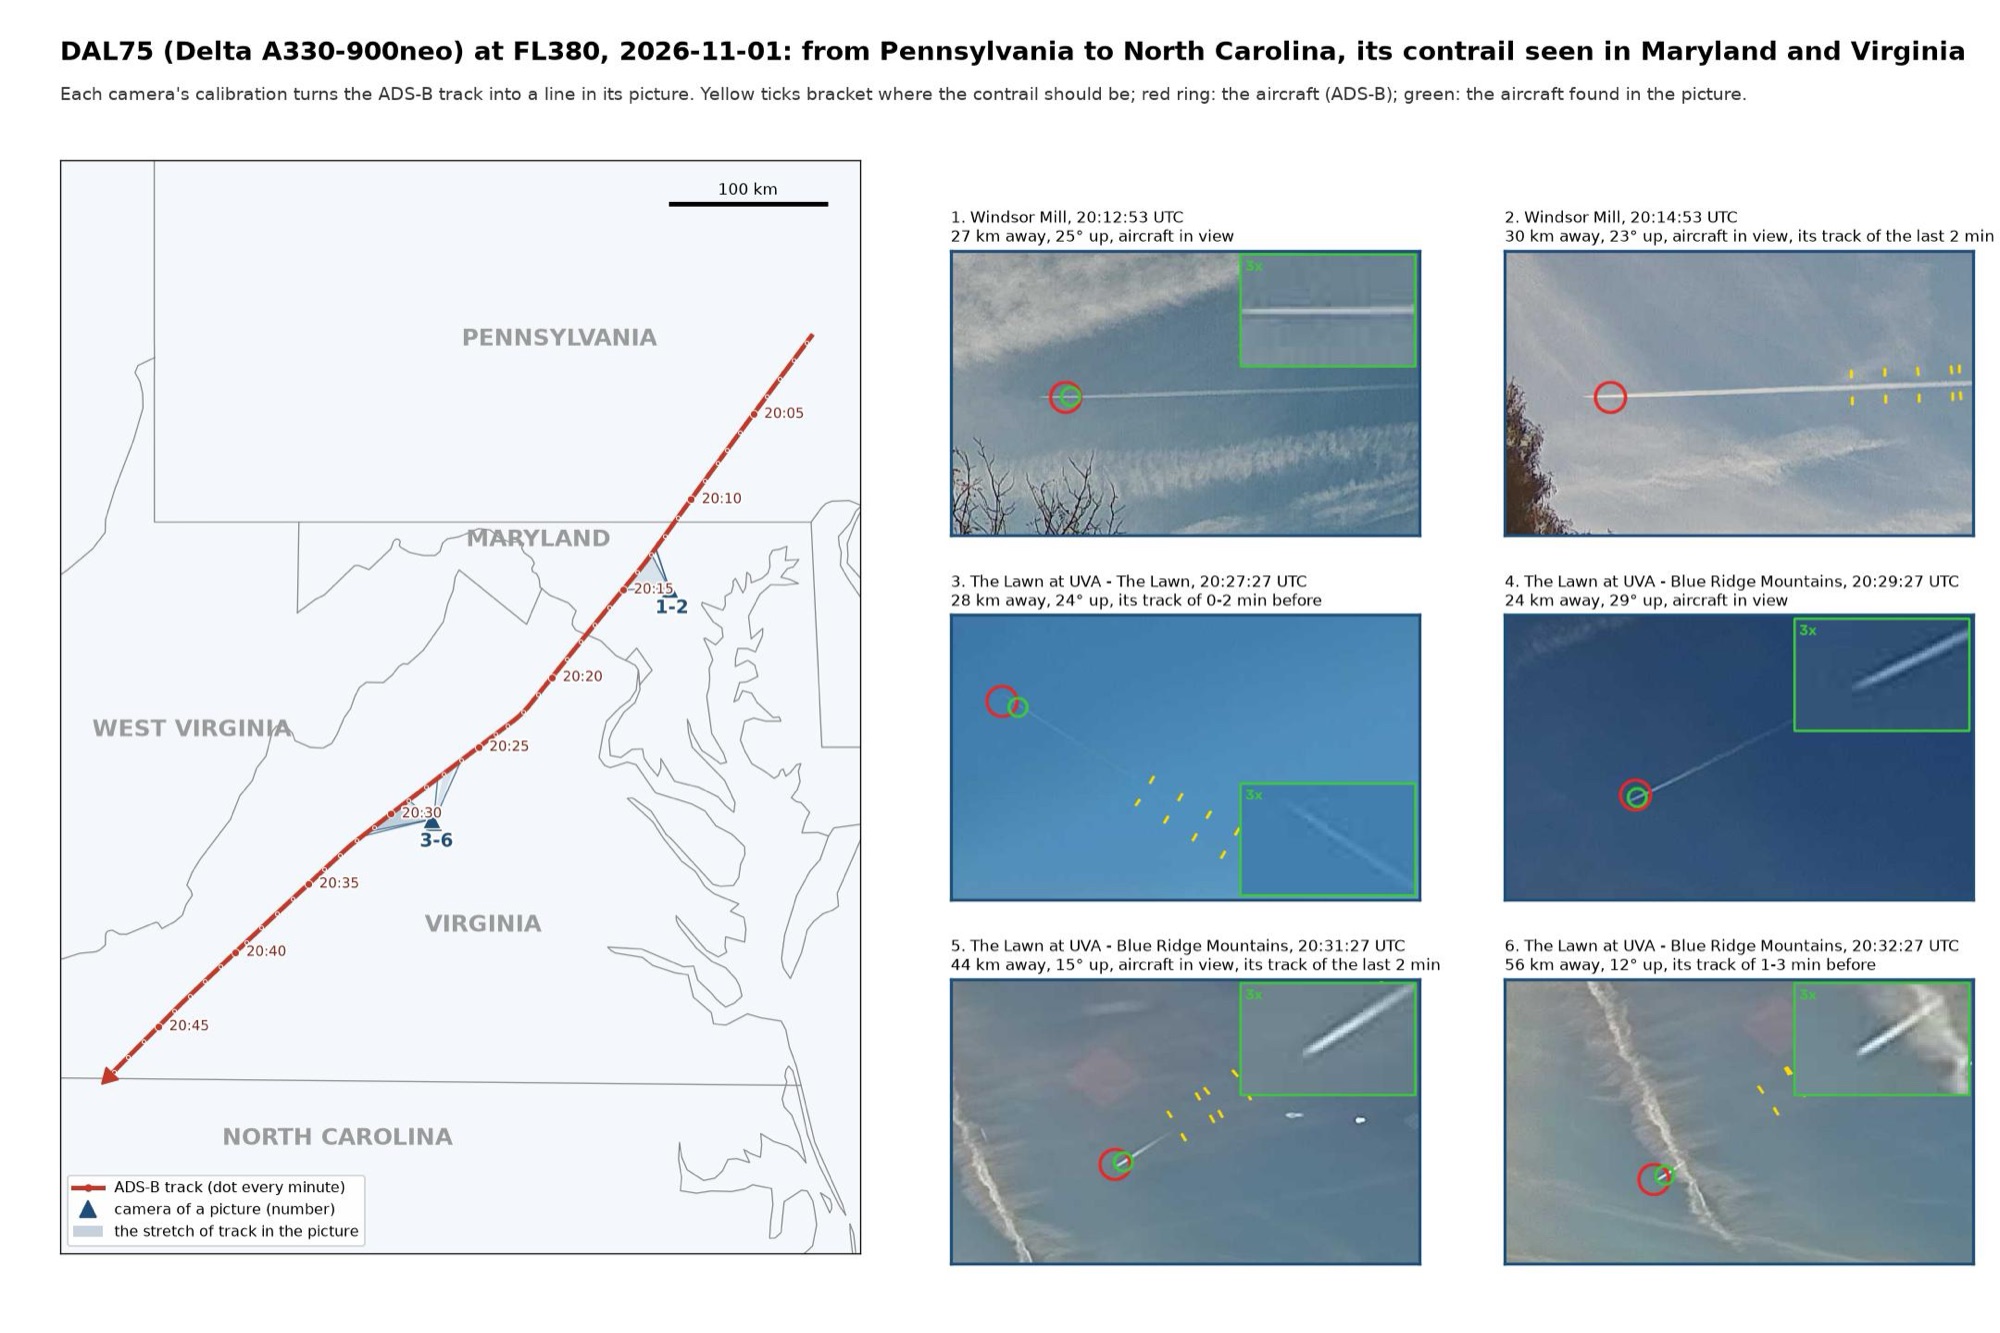 DAL75 (Delta A330-900neo) at FL380, 2026-11-01: from Pennsylvania to North Carolina, its contrail seen in Maryland and Virginia
Each camera's calibration turns the ADS-B track into a line in its picture. Yellow ticks bracket where the contrail should be; red ring: the aircraft (ADS-B); green: the aircraft found in the picture.
100 km
PENNSYLVANIA
20:05
20:10
MARYLAND
20:15
1-2
20:20
WEST VIRGINIA
20:25
20:30
3-6
20:35
VIRGINIA
20:40
20:45
NORTH CAROLINA
ADS-B track (dot every minute)
camera of a picture (number)
the stretch of track in the picture
1. Windsor Mill, 20:12:53 UTC
27 km away, 25° up, aircraft in view
3x
2. Windsor Mill, 20:14:53 UTC
30 km away, 23° up, aircraft in view, its track of the last 2 min
3. The Lawn at UVA - The Lawn, 20:27:27 UTC
28 km away, 24° up, its track of 0-2 min before
3x
4. The Lawn at UVA - Blue Ridge Mountains, 20:29:27 UTC
24 km away, 29° up, aircraft in view
3x
5. The Lawn at UVA - Blue Ridge Mountains, 20:31:27 UTC
44 km away, 15° up, aircraft in view, its track of the last 2 min
3x
6. The Lawn at UVA - Blue Ridge Mountains, 20:32:27 UTC
56 km away, 12° up, its track of 1-3 min before
3x